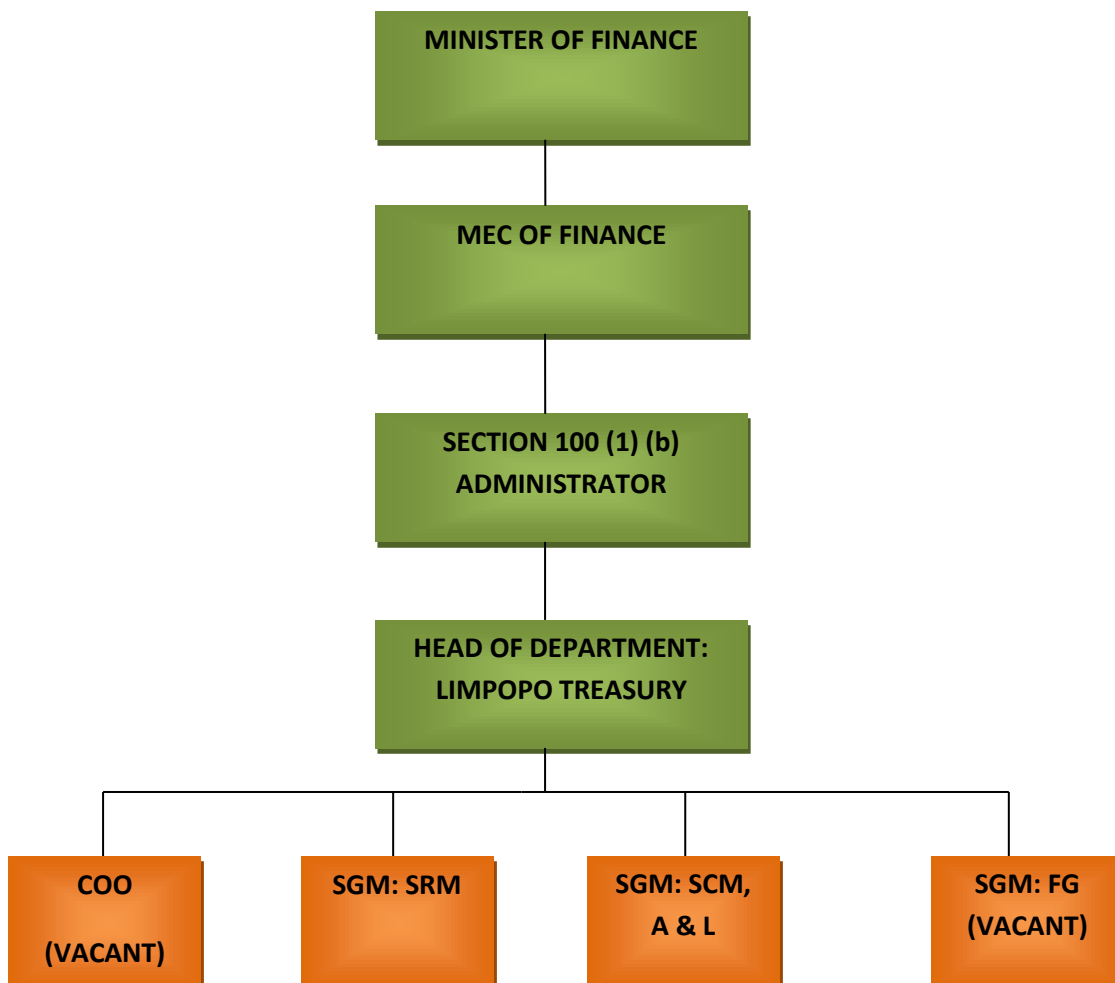 MINISTER OF FINANCE
MEC OF FINANCE
SECTION 100 (1) (b)
ADMINISTRATOR
HEAD OF DEPARTMENT:
LIMPOPO TREASURY
COO
(VACANT)
SGM: SRM
SGM: SCM,
A & L
SGM: FG
(VACANT)